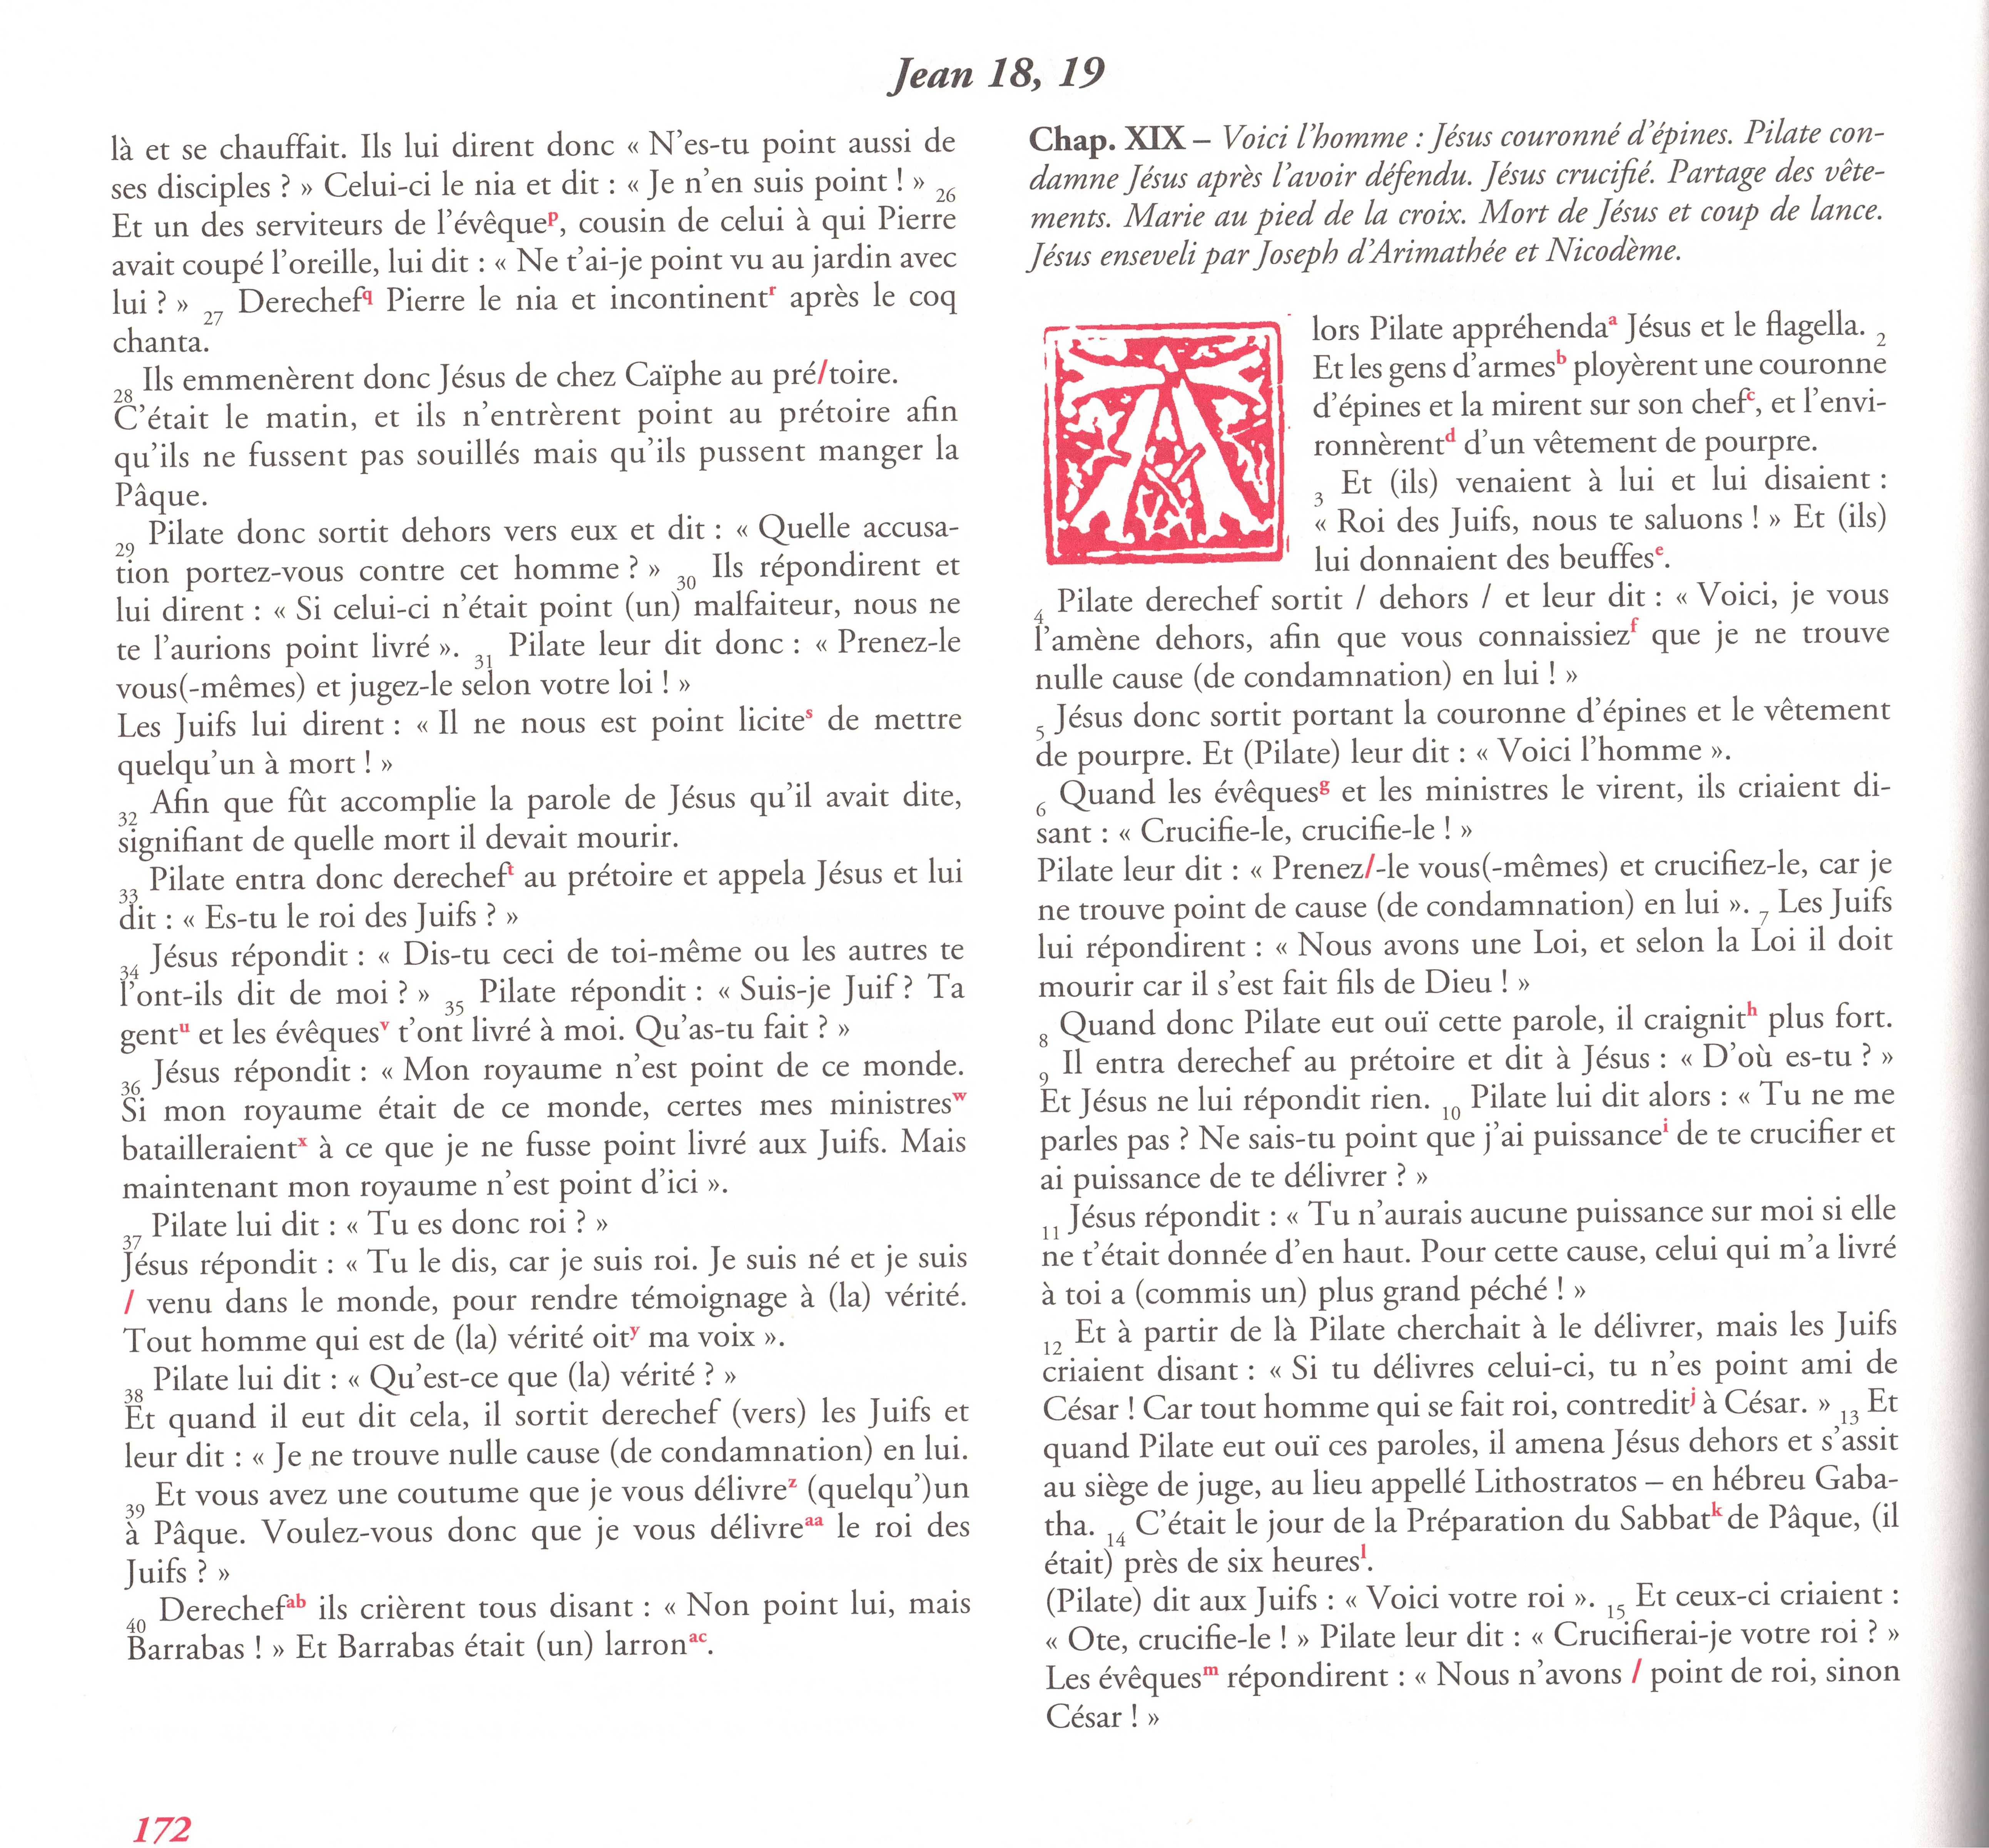 Jean 18, 19
là et se chauffait. Ils lui dirent donc « N'es-tu point aussi de
ses disciples ? » Celui-ci le nia et dit : « Je n'en suis point ! » 26
Et un des serviteurs de l'évêquep, cousin de celui à qui Pierre
avait coupé l'oreille, lui dit : « Ne t'ai-je point vu au jardin avec
lui ? » 27 Derechefq Pierre le nia et incontinentr après le coq
chanta.
28 Ils emmenèrent donc Jésus de chez Caïphe au pré/toire.
C'était le matin, et ils n'entrèrent point au prétoire afin
qu'ils ne fussent pas souillés mais qu'ils pussent manger la
Pâque.
29 Pilate donc sortit dehors vers eux et dit : « Quelle accusa-
tion portez-vous contre cet homme ? » 30 Ils répondirent et
lui dirent : « Si celui-ci n'était point (un) malfaiteur, nous ne
te l'aurions point livré ». 31 Pilate leur dit donc : « Prenez-le
vous(-mêmes) et jugez-le selon votre loi ! »
Les Juifs lui dirent : « Il ne nous est point licites de mettre
quelqu'un à mort ! »
32 Afin que fût accomplie la parole de Jésus qu'il avait dite,
signifiant de quelle mort il devait mourir.
33 Pilate entra donc dereceft au prétoire et appela Jésus et lui
dit : « Es-tu le roi des Juifs ? »
34 Jésus répondit : « Dis-tu ceci de toi-même ou les autres te
l'ont-ils dit de moi ? » 35 Pilate répondit : « Suis-je Juif ? Ta
gentu et les évêquesv t'ont livré à moi. Qu'as-tu fait ? »
36 Jésus répondit : « Mon royaume n'est point de ce monde.
Si mon royaume était de ce monde, certes mes ministresw
batailleraientx à ce que je ne fusse point livré aux Juifs. Mais
maintenant mon royaume n'est point d'ici ».
37 Pilate lui dit : « Tu es donc roi ? »
Jésus répondit : « Tu le dis, car je suis roi. Je suis né et je suis
/ venu dans le monde, pour rendre témoignage à (la) vérité.
Tout homme qui est de (la) vérité oity ma voix ».
38 Pilate lui dit : « Qu'est-ce que (la) vérité ? »
Et quand il eut dit cela, il sortit derechef (vers) les Juifs et
leur dit : « Je ne trouve nulle cause (de condamnation) en lui.
39 Et vous avez une coutume que je vous délivrez (quelqu')un
à Pâque. Voulez-vous donc que je vous délivreaa le roi des
Juifs ? »
40 Derechefab ils crièrent tous disant : « Non point lui, mais
Barrabas ! » Et Barrabas était (un) larronac.
172
Chap. XIX – Voici l'homme : Jésus couronné d'épines. Pilate con-
damne Jésus après l'avoir défendu. Jésus crucifié. Partage des vête-
ments. Marie au pied de la croix. Mort de Jésus et coup de lance.
Jésus enseveli par Joseph d'Arimathée et Nicodème.
A
lors Pilate appréhendaa Jésus et le flagella. 2
Et les gens d'armesb ployèrent une couronne
d'épines et la mirent sur son chefc, et l'envi-
ronnèrentd d'un vêtement de pourpre.
3 Et (ils) venaient à lui et lui disaient :
« Roi des Juifs, nous te saluons ! » Et (ils)
lui donnaient des beuffese.
4 Pilate derechef sortit / dehors / et leur dit : « Voici, je vous
l'amène dehors, afin que vous connaissiezf que je ne trouve
nulle cause (de condamnation) en lui ! »
5 Jésus donc sortit portant la couronne d'épines et le vêtement
de pourpre. Et (Pilate) leur dit : « Voici l'homme ».
6 Quand les évêquesg et les ministres le virent, ils criaient di-
sant : « Crucifie-le, crucifie-le ! »
Pilate leur dit : « Prenez/-le vous(-mêmes) et crucifiez-le, car je
ne trouve point de cause (de condamnation) en lui ». 7 Les Juifs
lui répondirent : « Nous avons une Loi, et selon la Loi il doit
mourir car il s'est fait fils de Dieu ! »
8 Quand donc Pilate eut ouï cette parole, il craignith plus fort.
9 Il entra derechef au prétoire et dit à Jésus : « D'où es-tu ? »
Et Jésus ne lui répondit rien. 10 Pilate lui dit alors : « Tu ne me
parles pas ? Ne sais-tu point que j'ai puissancei de te crucifier et
ai puissance de te délivrer ? »
11 Jésus répondit : « Tu n'aurais aucune puissance sur moi si elle
ne t'était donnée d'en haut. Pour cette cause, celui qui m'a livré
à toi a (commis un) plus grand péché ! »
12 Et à partir de là Pilate cherchait à le délivrer, mais les Juifs
criaient disant : « Si tu délivres celui-ci, tu n'es point ami de
César ! Car tout homme qui se fait roi, contreditj à César. » 13 Et
quand Pilate eut ouï ces paroles, il amena Jésus dehors et s'assit
au siège de juge, au lieu appellé Lithostratos – en hébreu Gaba-
tha. 14 C'était le jour de la Préparation du Sabbatk de Pâque, (il
était) près de six heuresl.
(Pilate) dit aux Juifs : « Voici votre roi ». 15 Et ceux-ci criaient :
« Ote, crucifie-le ! » Pilate leur dit : « Crucifierai-je votre roi ? »
Les évêquesm répondirent : « Nous n'avons / point de roi, sinon
César ! »